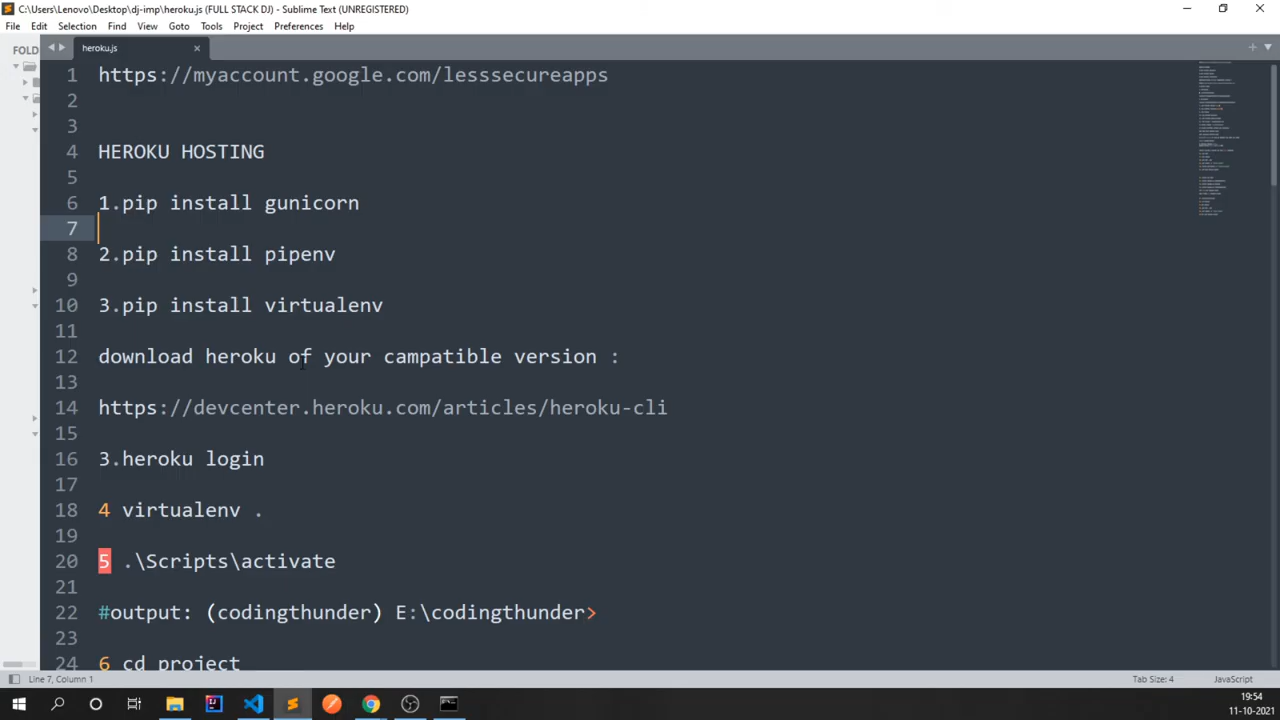 C:\Users\Lenovo\Desktop\dj-imp\heroku.js (FULL STACK DJ) - Sublime Text (UNREGISTERED)
File Edit Selection Find View Goto Tools Project Preferences Help
FOLD
heroku.js
1 https://myaccount.google.com/lesssecureapps
2
3
4 HEROKU HOSTING
5
6 1.pip install gunicorn
7
8 2.pip install pipenv
9
10 3.pip install virtualenv
11
12 download heroku of your campatible version :
13
14 https://devcenter.heroku.com/articles/heroku-cli
15
16 3.heroku login
17
18 4 virtualenv .
19
20 5 .\Scripts\activate
21
22 #output: (codingthunder) E:\codingthunder>
23
24 6 cd project
Line 7, Column 1
Tab Size: 4
JavaScript
19:54
11-10-2021